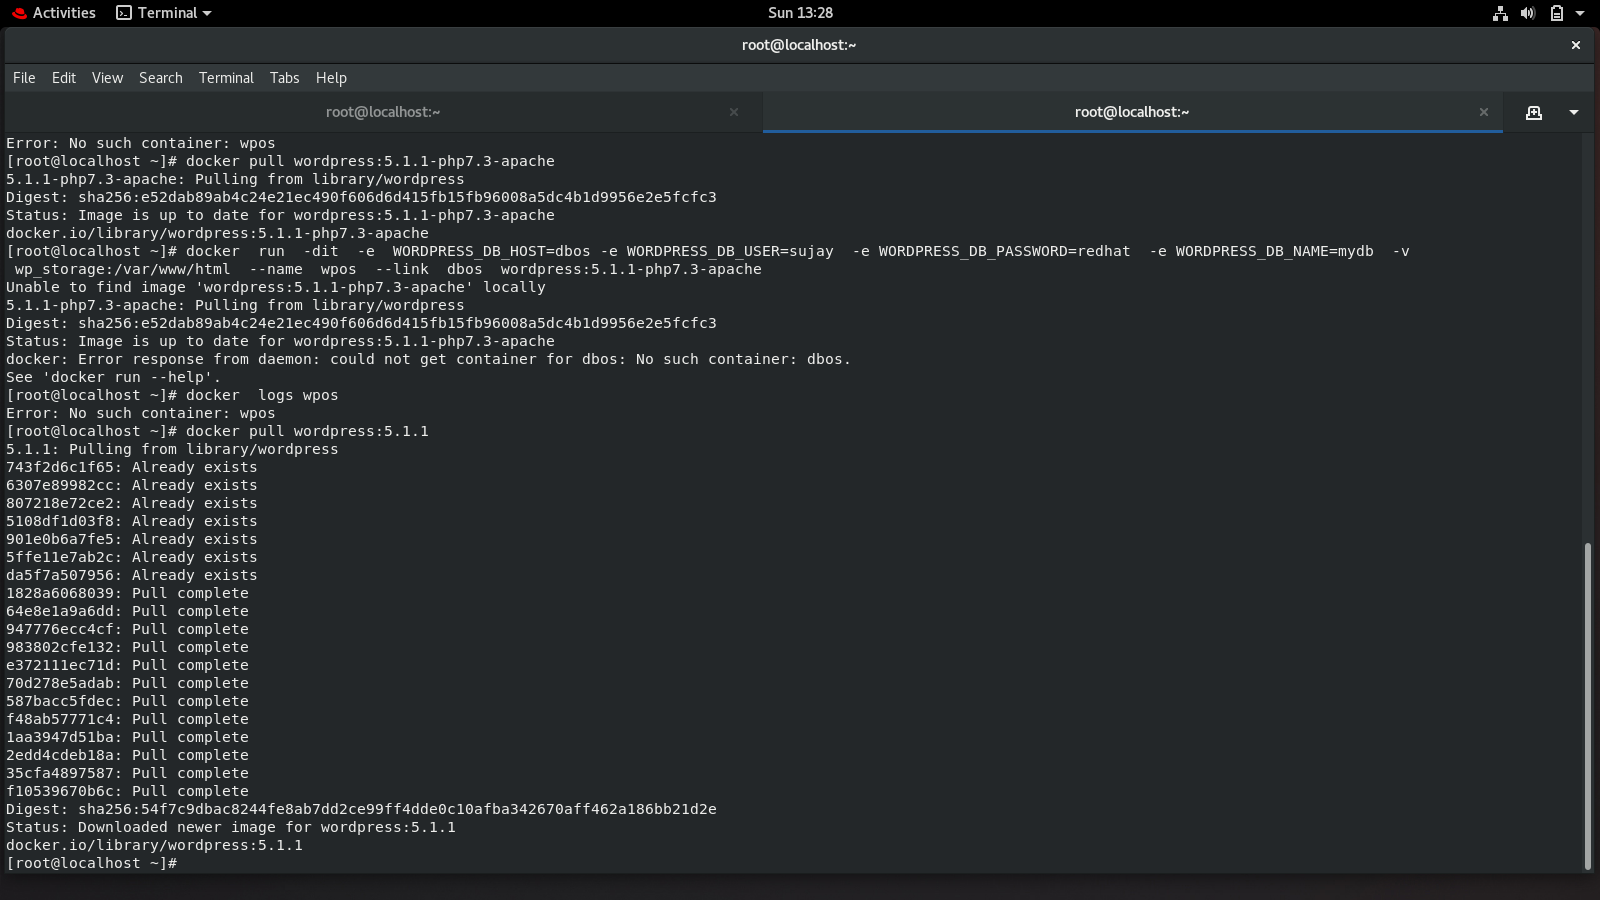 Activities Terminal Sun 13:28
root@localhost:~
File Edit View Search Terminal Tabs Help
root@localhost:~ root@localhost:~
Error: No such container: wpos
[root@localhost ~]# docker pull wordpress:5.1.1-php7.3-apache
5.1.1-php7.3-apache: Pulling from library/wordpress
Digest: sha256:e52dab89ab4c24e21ec490f606d6d415fb15fb96008a5dc4b1d9956e2e5fcfc3
Status: Image is up to date for wordpress:5.1.1-php7.3-apache
docker.io/library/wordpress:5.1.1-php7.3-apache
[root@localhost ~]# docker  run  -dit  -e  WORDPRESS_DB_HOST=dbos -e WORDPRESS_DB_USER=sujay  -e WORDPRESS_DB_PASSWORD=redhat  -e WORDPRESS_DB_NAME=mydb  -v
 wp_storage:/var/www/html  --name  wpos  --link  dbos  wordpress:5.1.1-php7.3-apache
Unable to find image 'wordpress:5.1.1-php7.3-apache' locally
5.1.1-php7.3-apache: Pulling from library/wordpress
Digest: sha256:e52dab89ab4c24e21ec490f606d6d415fb15fb96008a5dc4b1d9956e2e5fcfc3
Status: Image is up to date for wordpress:5.1.1-php7.3-apache
docker: Error response from daemon: could not get container for dbos: No such container: dbos.
See 'docker run --help'.
[root@localhost ~]# docker  logs wpos
Error: No such container: wpos
[root@localhost ~]# docker pull wordpress:5.1.1
5.1.1: Pulling from library/wordpress
743f2d6c1f65: Already exists
6307e89982cc: Already exists
807218e72ce2: Already exists
5108df1d03f8: Already exists
901e0b6a7fe5: Already exists
5ffe11e7ab2c: Already exists
da5f7a507956: Already exists
1828a6068039: Pull complete
64e8e1a9a6dd: Pull complete
947776ecc4cf: Pull complete
983802cfe132: Pull complete
e372111ec71d: Pull complete
70d278e5adab: Pull complete
587bacc5fdec: Pull complete
f48ab57771c4: Pull complete
1aa3947d51ba: Pull complete
2edd4cdeb18a: Pull complete
35cfa4897587: Pull complete
f10539670b6c: Pull complete
Digest: sha256:54f7c9dbac8244fe8ab7dd2ce99ff4dde0c10afba342670aff462a186bb21d2e
Status: Downloaded newer image for wordpress:5.1.1
docker.io/library/wordpress:5.1.1
[root@localhost ~]#